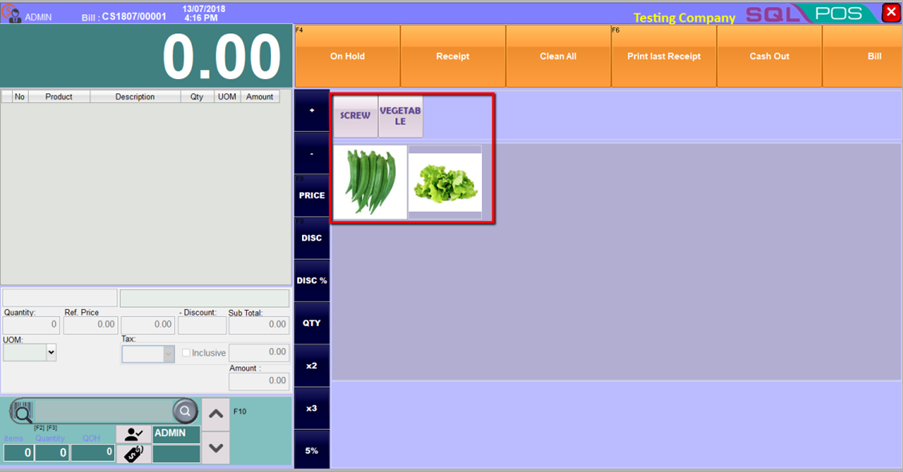 ADMIN
Bill : CS1807/00001
13/07/2018
4:16 PM
Testing Company
SQL POS
0.00
F4
On Hold
Receipt
Clean All
F6
Print last Receipt
Cash Out
Bill
No Product Description Qty UOM Amount
+
-
PRICE
DISC
DISC %
QTY
x2
x3
5%
SCREW
VEGETAB
LE
Quantity: Ref. Price - Discount: Sub Total:
0 0.00 0.00 0.00
UOM: Tax:
Inclusive 0.00
Amount :
0.00
F10
[F2] [F3]
Items Quantity QOH
0 0 0
ADMIN